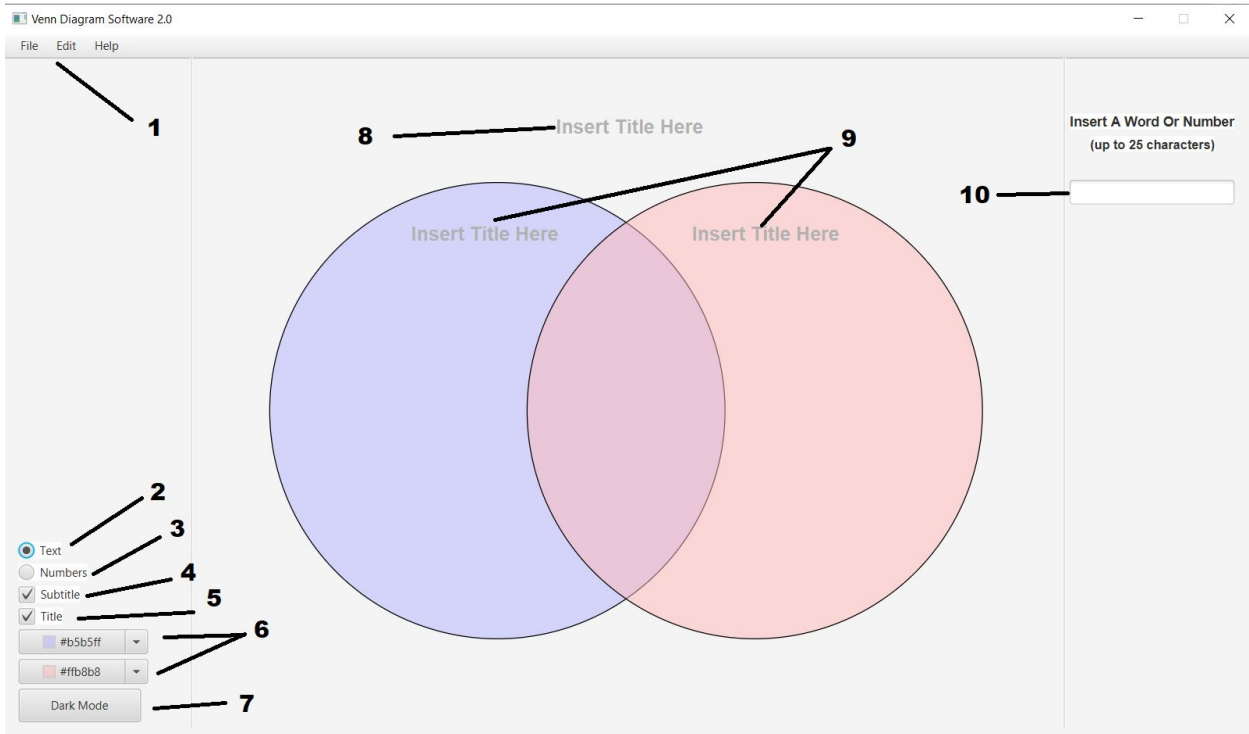 Venn Diagram Software 2.0
File Edit Help
1
8
Insert Title Here
9
Insert A Word Or Number
(up to 25 characters)
10
Insert Title Here
Insert Title Here
2
3
Text
Numbers
4
Subtitle
5
Title
6
#b5b5ff
#ffb8b8
Dark Mode
7